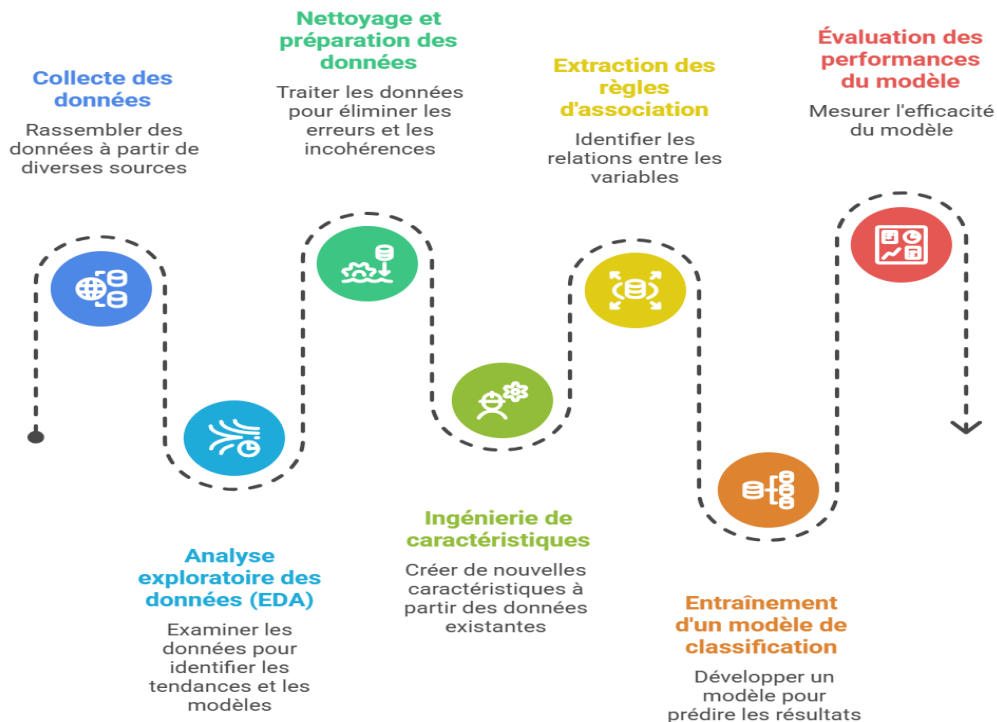 Collecte des
données
Rassembler des
données à partir de
diverses sources
Analyse
exploratoire des
données (EDA)
Examiner les
données pour
identifier les
tendances et les
modèles
Nettoyage et
préparation des
données
Traiter les données
pour éliminer les
erreurs et les
incohérences
Ingénierie de
caractéristiques
Créer de nouvelles
caractéristiques à
partir des données
existantes
Extraction des
règles
d'association
Identifier les
relations entre les
variables
Entraînement
d'un modèle de
classification
Développer un
modèle pour
prédire les résultats
Évaluation des
performances
du modèle
Mesurer l'efficacité
du modèle